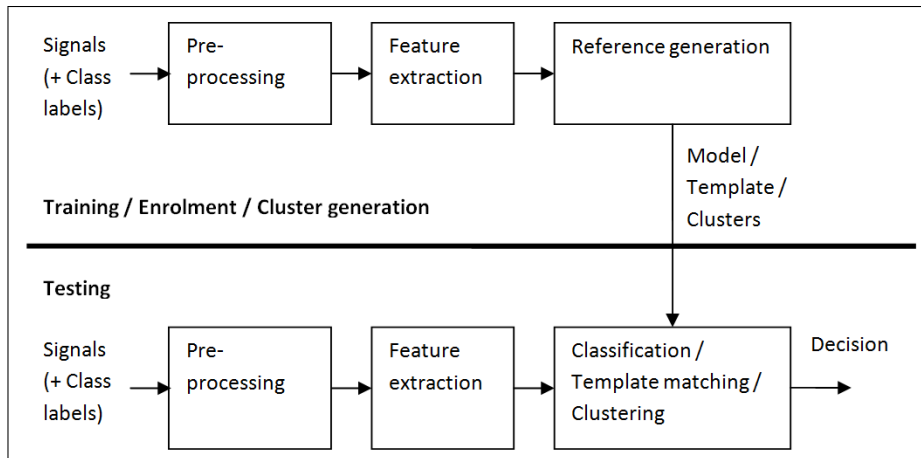 Signals
(+ Class
labels)
Pre-
processing
Feature
extraction
Reference generation
Model /
Template /
Clusters
Training / Enrolment / Cluster generation
Testing
Signals
(+ Class
labels)
Pre-
processing
Feature
extraction
Classification /
Template matching /
Clustering
Decision